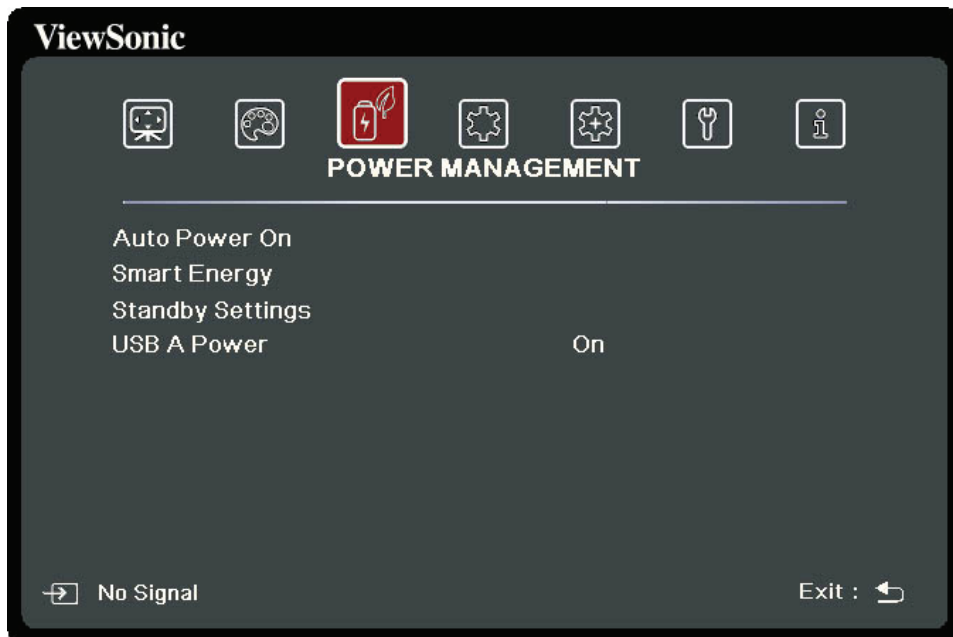 ViewSonic
POWER MANAGEMENT
Auto Power On
Smart Energy
Standby Settings
USB A Power On
No Signal
Exit :